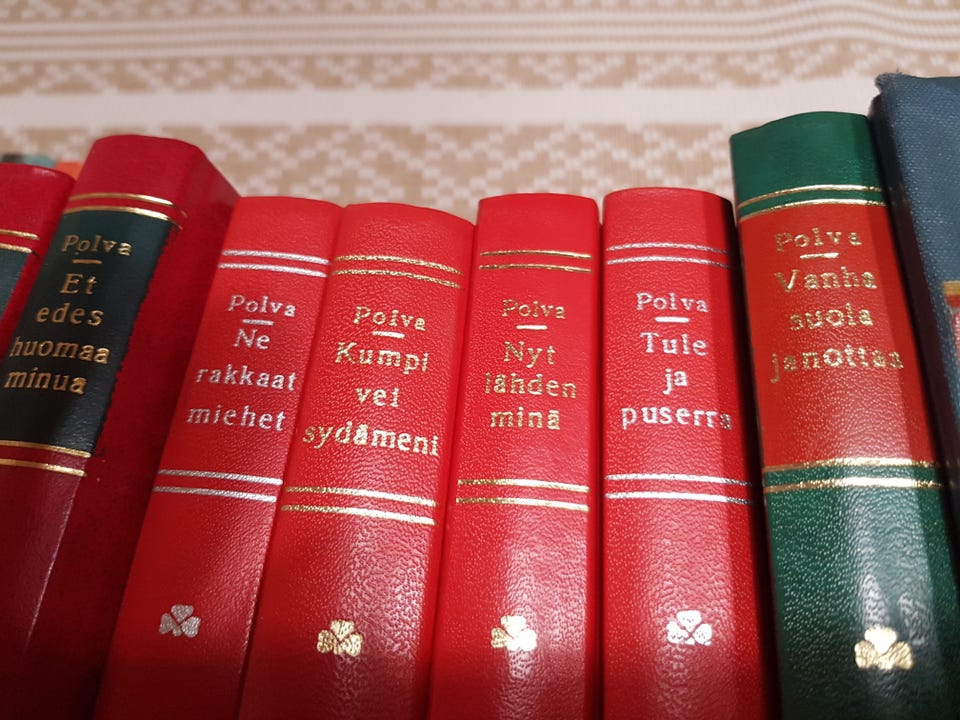 Polva
Et
edes
huomaa
minua
Polva
Ne
rakkaat
miehet
Polva
Kumpi
vei
sydämeni
Polva
Nyt
lähden
minä
Polva
Tule
ja
puserra
Polva
Vanha
suola
janottaa